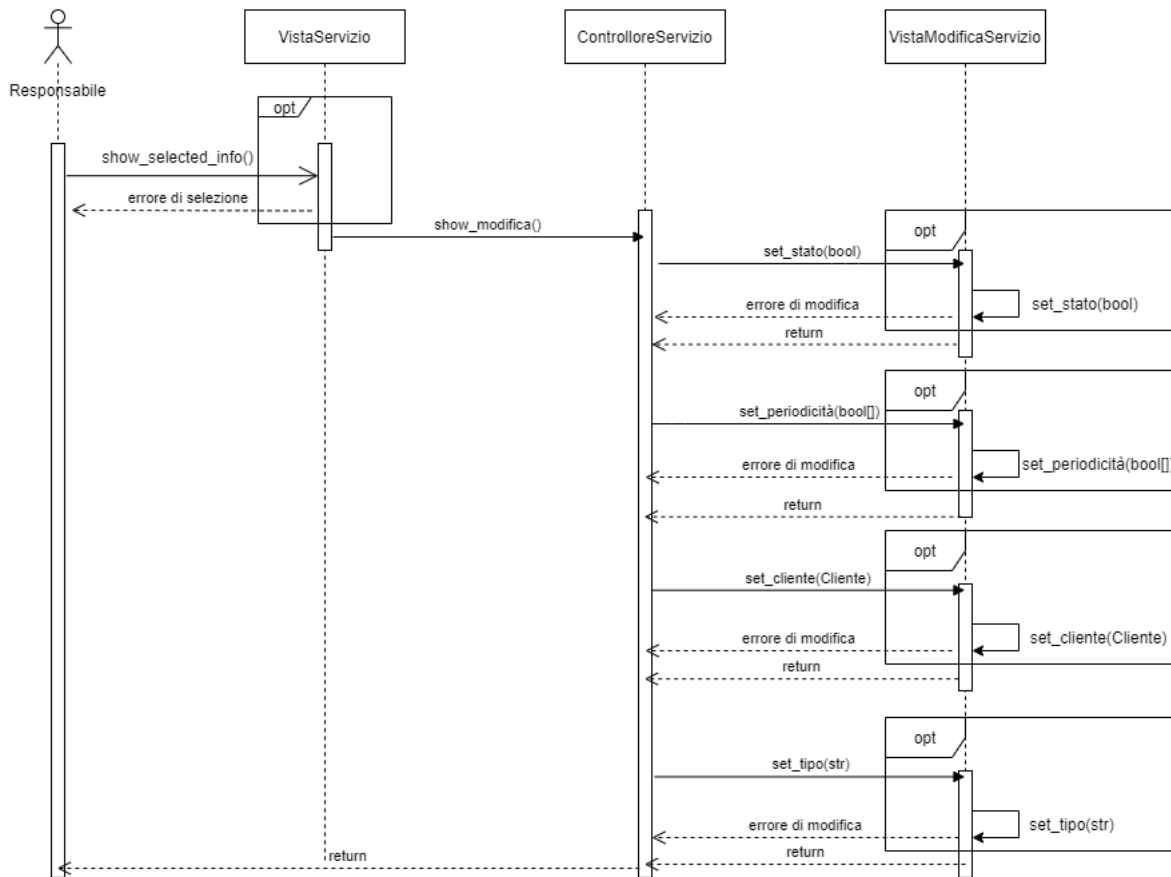 VistaServizio
ControlloreServizio
VistaModificaServizio
Responsabile
opt
show_selected_info()
errore di selezione
show_modifica()
opt
set_stato(bool)
set_stato(bool)
errore di modifica
return
opt
set_periodicità(bool[])
set_periodicità(bool[])
errore di modifica
return
opt
set_cliente(Cliente)
set_cliente(Cliente)
errore di modifica
return
opt
set_tipo(str)
set_tipo(str)
errore di modifica
return
return